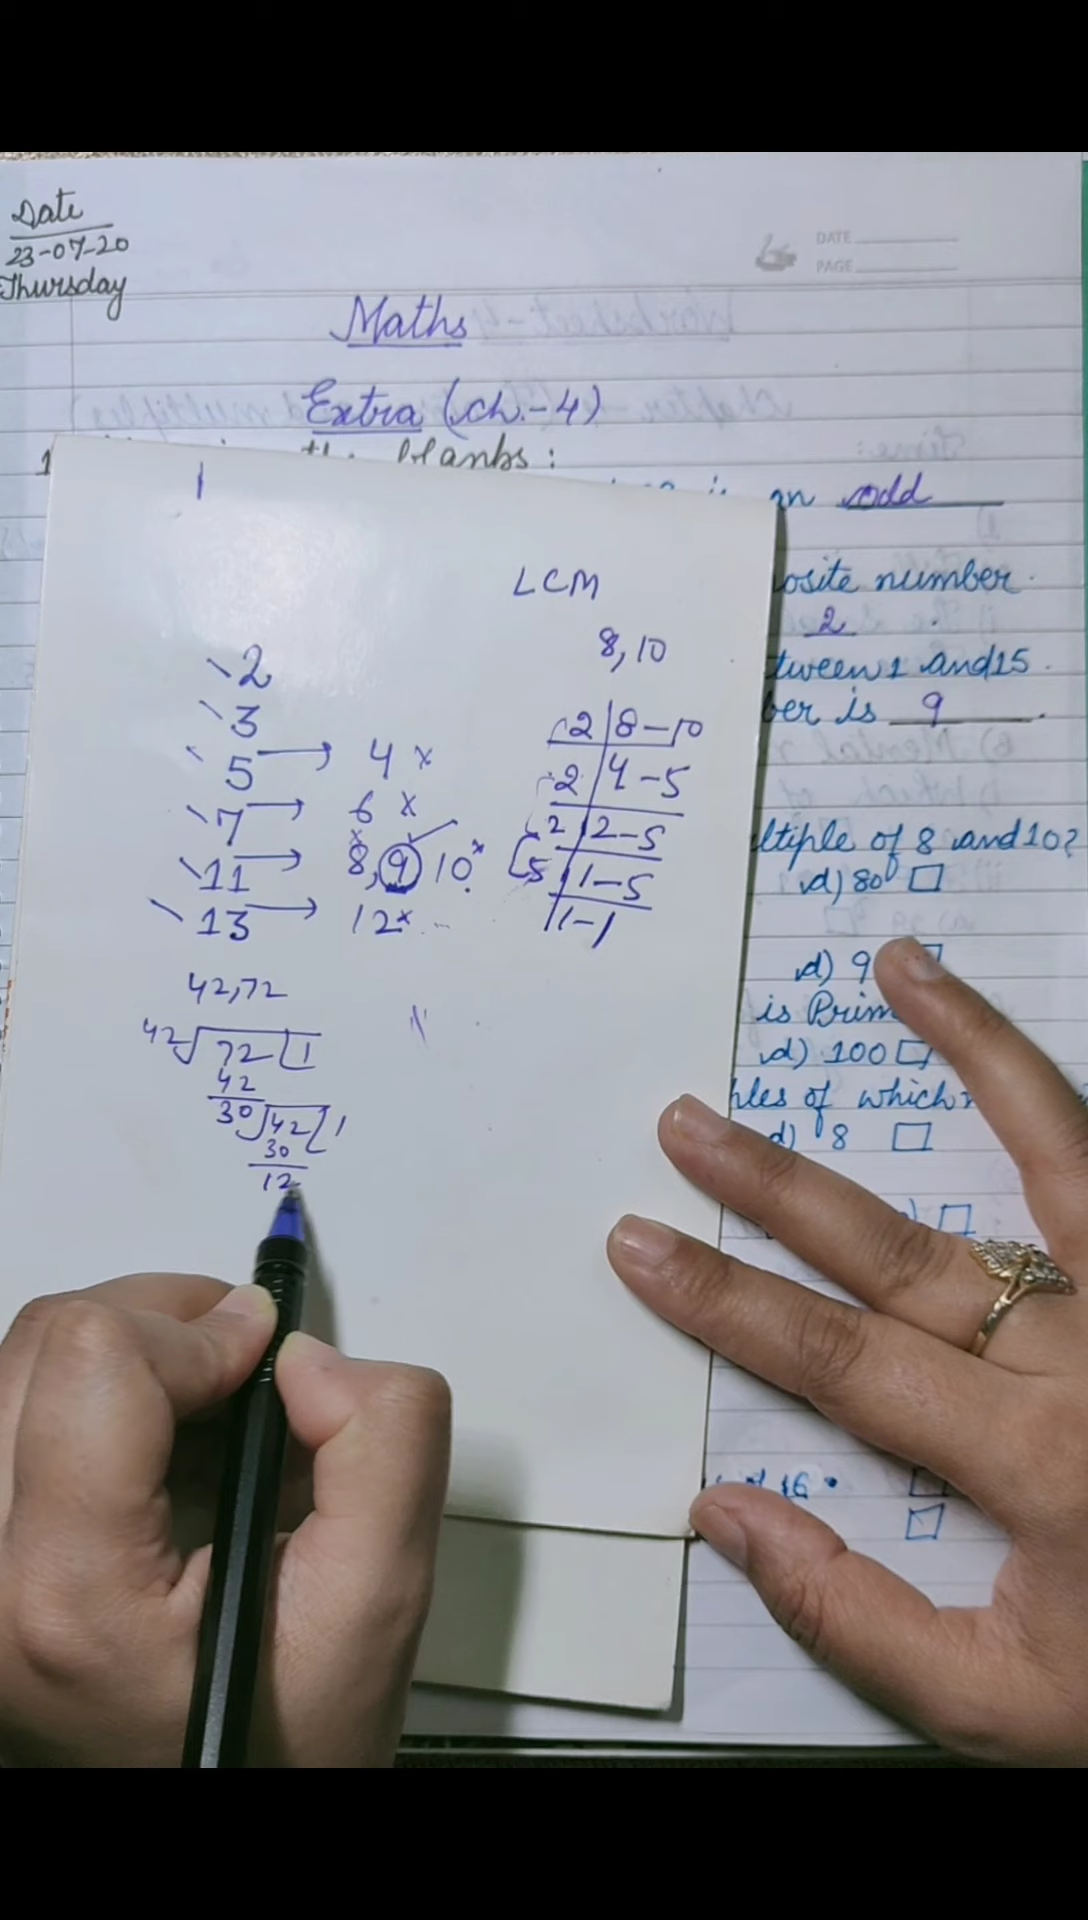 Date
23-07-20
Thursday
DATE
PAGE
Maths
Extra (ch.-4)
1
the blanks :
an odd
osite number.
2
tween 1 and 15.
ber is 9
ltiple of 8 and 10?
d) 80
d) 9
is Prim
d) 100
ples of which
d) 8
of 16
1
LCM
8, 10
2 | 8 - 10
2 | 4 - 5
2 | 2 - 5
5 | 1 - 5
1 - 1
2
3
5 → 4 ×
7 → 6 ×
11 → 8, 9 10
13 → 12 ×
42, 72
42 72 1
42
30 42 1
30
12